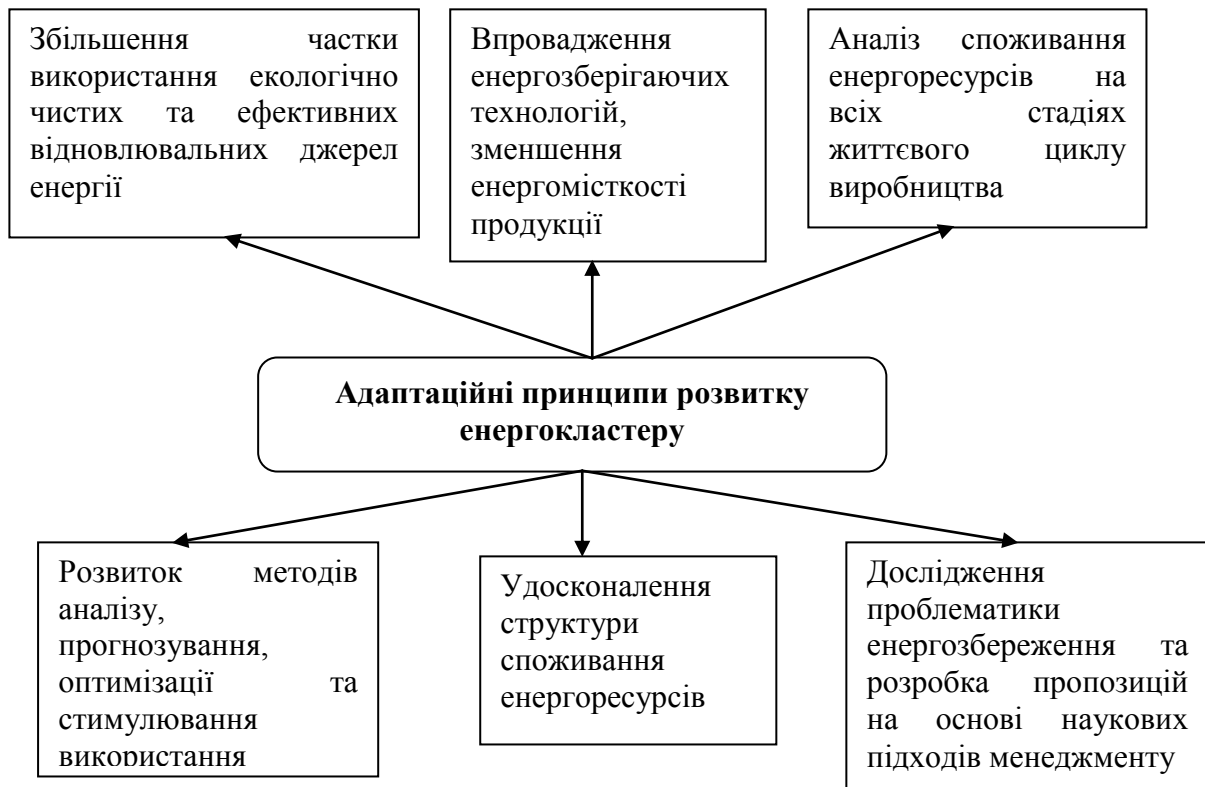 Збільшення частки
використання екологічно
чистих та ефективних
відновлювальних джерел
енергії
Впровадження
енергозберігаючих
технологій,
зменшення
енергомісткості
продукції
Аналіз споживання
енергоресурсів на
всіх стадіях
життєвого циклу
виробництва
Адаптаційні принципи розвитку
енергокластеру
Розвиток методів
аналізу,
прогнозування,
оптимізації та
стимулювання
використання
Удосконалення
структури
споживання
енергоресурсів
Дослідження
проблематики
енергозбереження та
розробка пропозицій
на основі наукових
підходів менеджменту